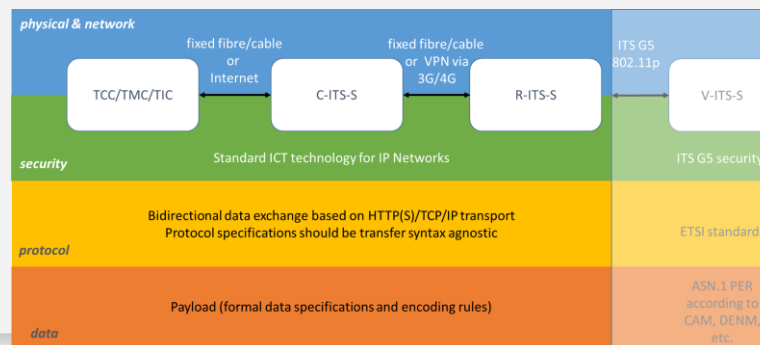 physical & network
fixed fibre/cable
or
Internet
fixed fibre/cable
or VPN via
3G/4G
ITS G5
802.11p
TCC/TMC/TIC
C-ITS-S
R-ITS-S
V-ITS-S
security
Standard ICT technology for IP Networks
ITS G5 security
Bidirectional data exchange based on HTTP(S)/TCP/IP transport
Protocol specifications should be transfer syntax agnostic
protocol
ETSI standard
Payload (formal data specifications and encoding rules)
data
ASN.1 PER
according to
CAM, DENM,
etc.